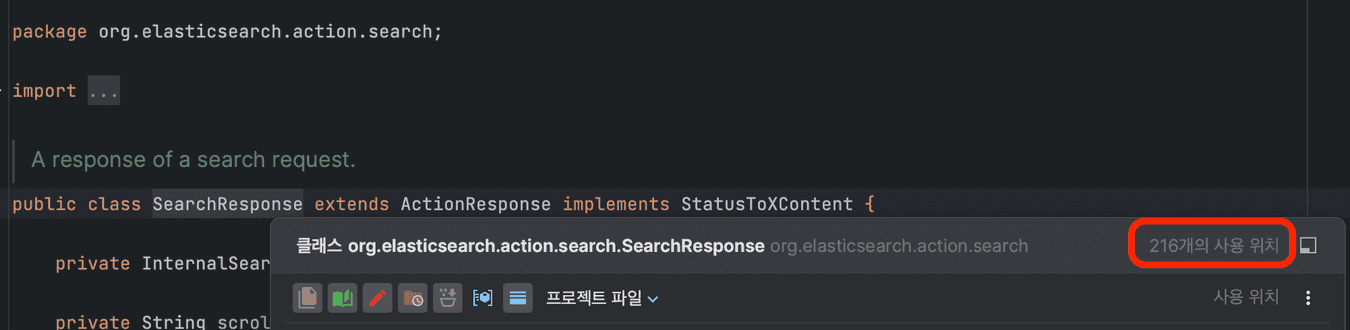 package org.elasticsearch.action.search;
import ...
A response of a search request.
public class SearchResponse extends ActionResponse implements StatusToXContent {
클래스 org.elasticsearch.action.search.SearchResponse org.elasticsearch.action.search 216개의 사용 위치
private InternalSear
프로젝트 파일 사용 위치
private String scrol